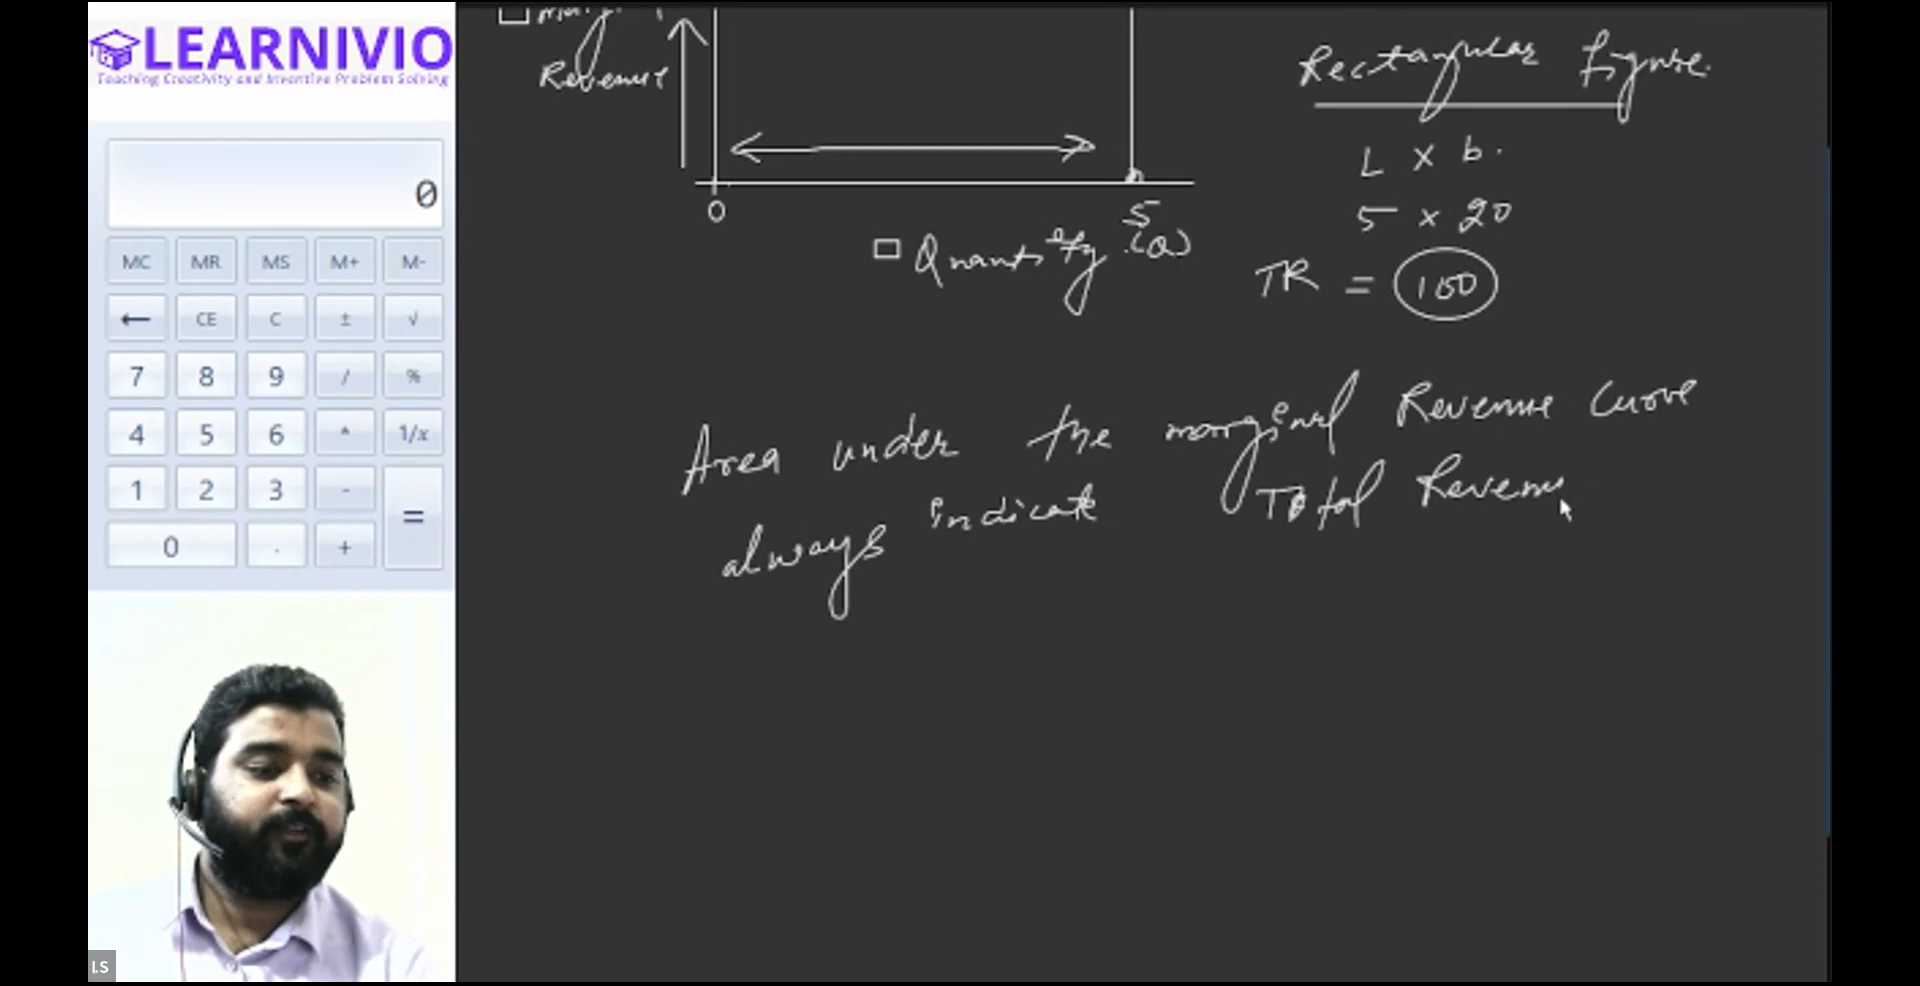 LEARNIVIO
Teaching Creativity and Inventive Problem Solving
0
MC MR MS M+ M-
← CE C ± √
7 8 9 / %
4 5 6 * 1/x
1 2 3 - =
0 . +
I.S
Revenue
0
5
Quantity (Q)
Rectangular figure.
L × b.
5 × 20
TR = 100
Area under the marginal Revenue Curve
always indicate Total Revenu